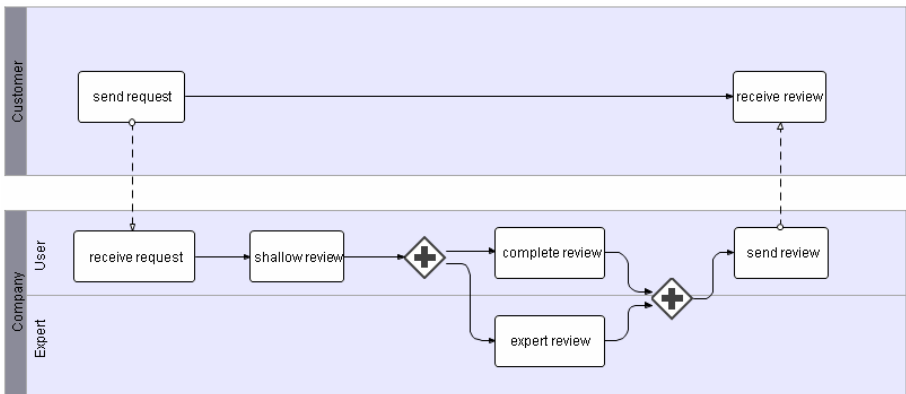 Customer
send request
receive review
Company
User
receive request
shallow review
complete review
send review
Expert
expert review